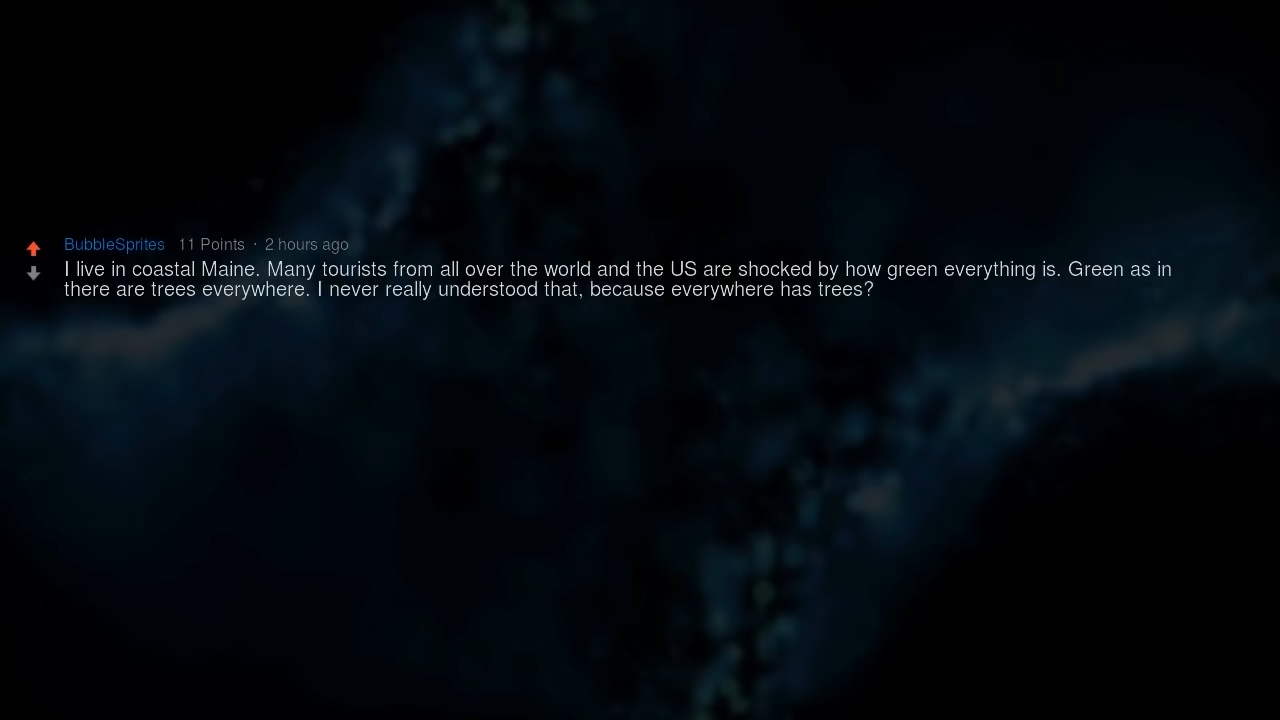 BubbleSprites 11 Points · 2 hours ago
I live in coastal Maine. Many tourists from all over the world and the US are shocked by how green everything is. Green as in
there are trees everywhere. I never really understood that, because everywhere has trees?